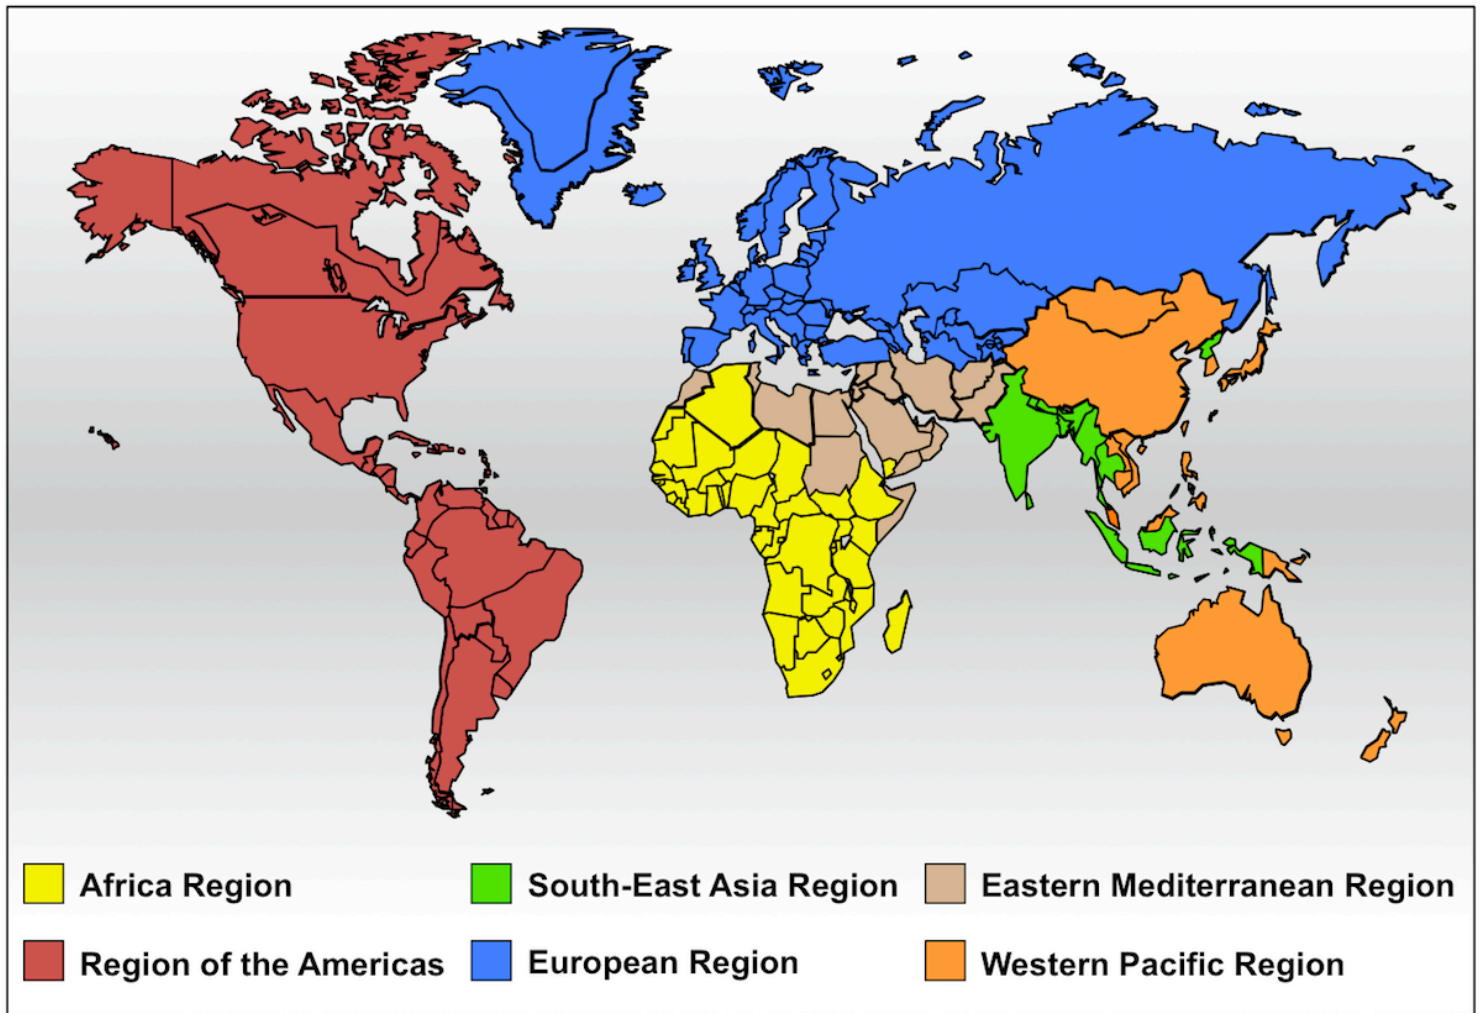 Africa Region
South-East Asia Region
Eastern Mediterranean Region
Region of the Americas
European Region
Western Pacific Region